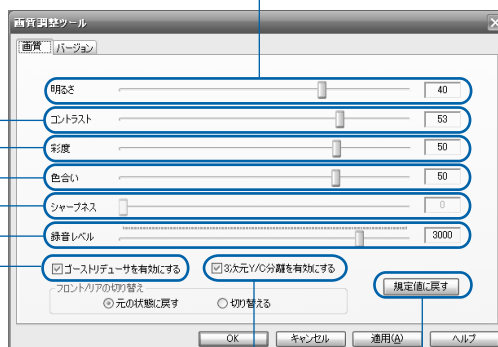 画質調整ツール
画質 バージョン
明るさ 40
コントラスト 53
彩度 50
色合い 50
シャープネス 0
録音レベル 3000
ゴーストリデューサを有効にする 3次元Y/C分離を有効にする
フロント/リアの切り替え 規定値に戻す
元の状態に戻す 切り替える
OK キャンセル 適用(A) ヘルプ